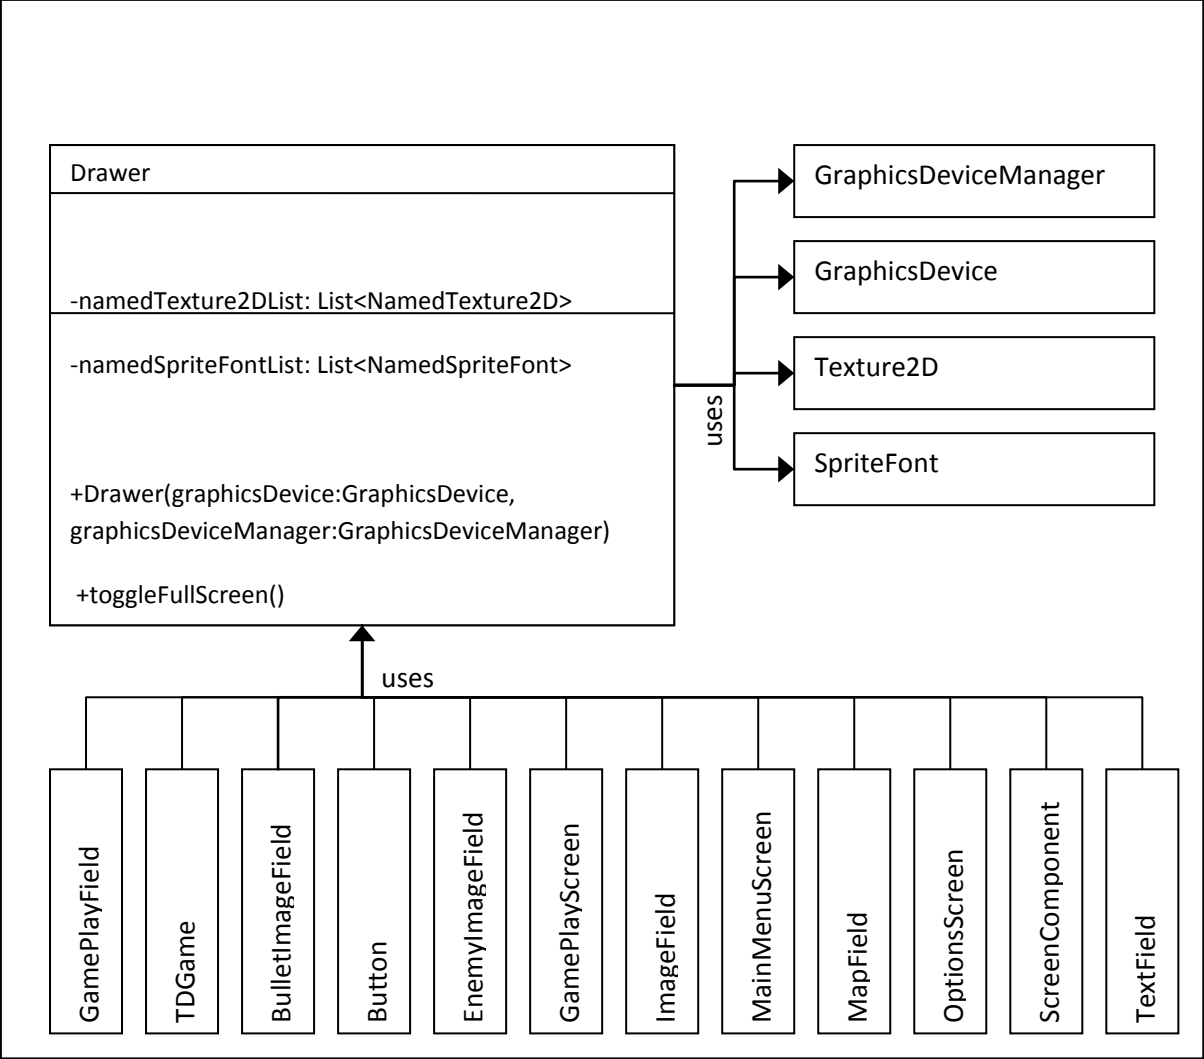 Drawer
-namedTexture2DList: List<NamedTexture2D>
-namedSpriteFontList: List<NamedSpriteFont>
+Drawer(graphicsDevice:GraphicsDevice,
graphicsDeviceManager:GraphicsDeviceManager)
+toggleFullScreen()
uses
GraphicsDeviceManager
GraphicsDevice
Texture2D
SpriteFont
uses
GamePlayField
TDGame
BulletImageField
Button
EnemyImageField
GamePlayScreen
ImageField
MainMenuScreen
MapField
OptionsScreen
ScreenComponent
TextField